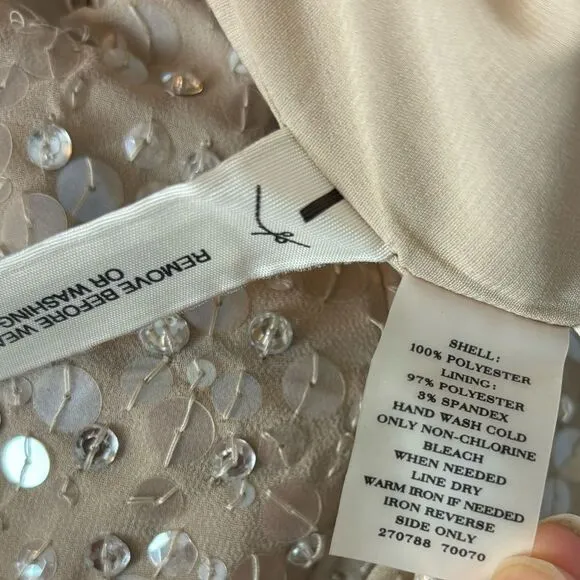 REMOVE BEFORE WEA
OR WASHING
SHELL:
100% POLYESTER
LINING:
97% POLYESTER
3% SPANDEX
HAND WASH COLD
ONLY NON-CHLORINE
BLEACH
WHEN NEEDED
LINE DRY
WARM IRON IF NEEDED
IRON REVERSE
SIDE ONLY
270788 70070